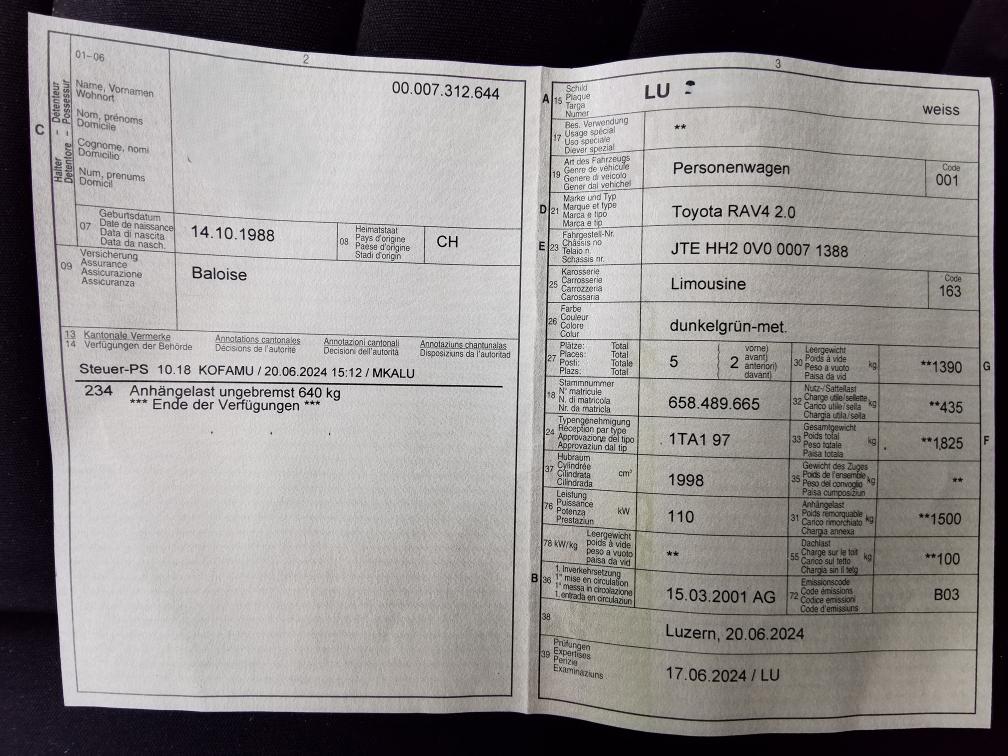 2
01-06
Name, Vornamen
Wohnort
Nom, prénoms
Domicile
Cognome, nomi
Domicilio
Num, prenums
Domicil
C
Halter - Détenteur
Detentore - Possessur
00.007.312.644
07
Geburtsdatum
Date de naissance
Data di nascita
Data da nasch.
14.10.1988
08
Heimatstaat
Pays d'origine
Paese d'origine
Stadi d'origin
CH
09
Versicherung
Assurance
Assicurazione
Assicuranza
Baloise
13
14
Kantonale Vermerke
Verfügungen der Behörde
Annotations cantonales
Décisions de l'autorité
Annotazioni cantonali
Decisioni dell'autorità
Annotaziuns chantunalas
Disposiziuns da l'autoritad
Steuer-PS 10.18 KOFAMU / 20.06.2024 15:12 / MKALU
234 Anhängelast ungebremst 640 kg
*** Ende der Verfügungen ***
3
A
15
Schild
Plaque
Targa
Numer
LU
weiss
17
Bes. Verwendung
Usage spécial
Uso speciale
Diever spezial
**
19
Art des Fahrzeugs
Genre de véhicule
Genere di veicolo
Gener dal vehichel
Personenwagen
Code
001
D
21
Marke und Typ
Marque et type
Marca e tipo
Marca e tip
Toyota RAV4 2.0
E
23
Fahrgestell-Nr.
Châssis no
Telaio n.
Schassis nr.
JTE HH2 0V0 0007 1388
25
Karosserie
Carrosserie
Carrozzeria
Carossaria
Limousine
Code
163
26
Farbe
Couleur
Colore
Colur
dunkelgrün-met.
27
Plätze: Total
Places: Total
Posti: Totale
Plazs: Total
5
2
vorne)
avant)
anteriori)
davant)
30
Leergewicht
Poids à vide
Peso a vuoto
Paisa da vid
kg
**1390
G
18
Stammnummer
N° matricule
N. di matricola
Nr. da matricla
658.489.665
32
Nutz-/Sattellast
Charge utile/sellette
Carico utile/sella
Chargia utila/sella
kg
**435
24
Typengenehmigung
Réception par type
Approvazione del tipo
Approvaziun dal tip
1TA1 97
33
Gesamtgewicht
Poids total
Peso totale
Paisa totala
kg
**1825
F
37
Hubraum
Cylindrée
Cilindrata
Cilindrada
cm³
1998
35
Gewicht des Zuges
Poids de l'ensemble
Peso del convoglio
Paisa cumposiziun
kg
**
76
Leistung
Puissance
Potenza
Prestaziun
kW
110
31
Anhängelast
Poids remorquable
Carico rimorchiato
Chargia annexa
kg
**1500
78 kW/kg
Leergewicht
poids à vide
peso a vuoto
paisa da vid
**
55
Dachlast
Charge sur le toit
Carico sul tetto
Chargia sin il tetg
kg
**100
B
36
1. Inverkehrsetzung
1re mise en circulation
1a messa in circolazione
1. entrada en circulaziun
15.03.2001 AG
72
Emissionscode
Code émissions
Codice emissioni
Code d'emissiuns
B03
38
Luzern, 20.06.2024
39
Prüfungen
Expertises
Perizie
Examinaziuns
17.06.2024 / LU